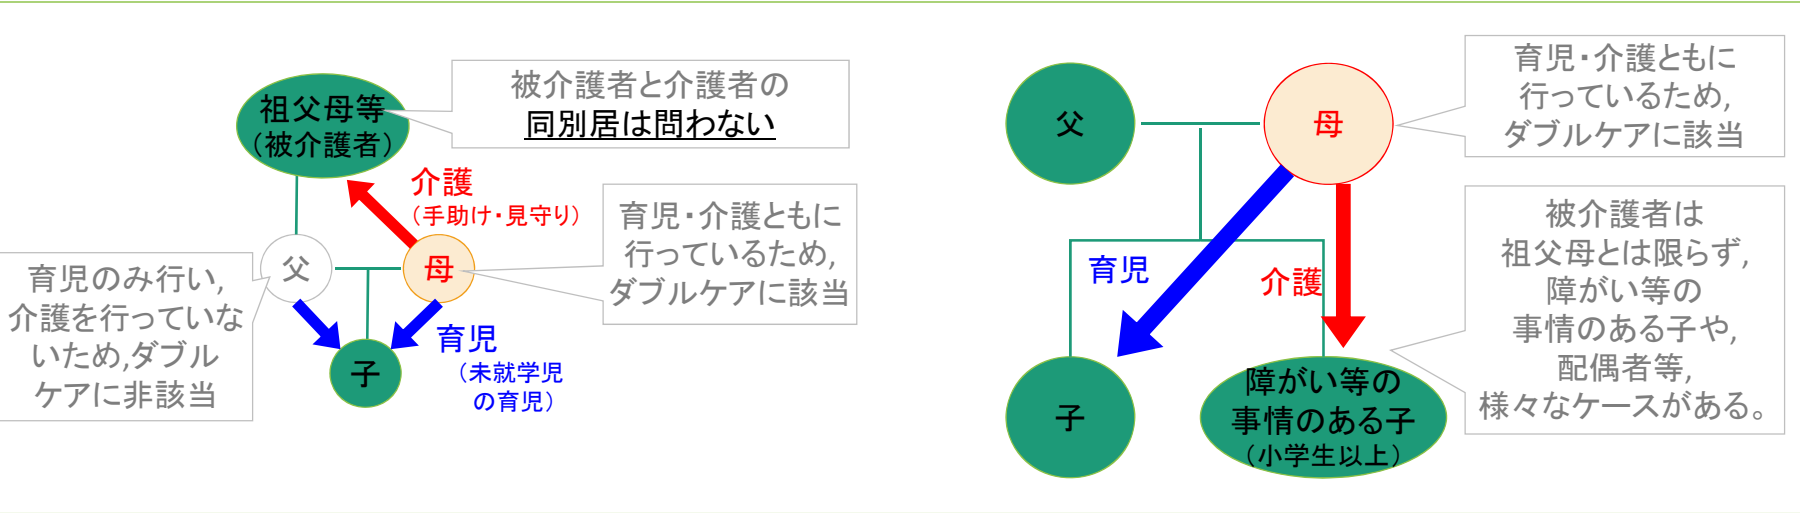 被介護者と介護者の
同別居は問わない
祖父母等
（被介護者）
介護
（手助け・見守り）
育児・介護ともに
行っているため,
ダブルケアに該当
父
母
育児のみ行い,
介護を行っていな
いため,ダブル
ケアに非該当
育児
（未就学児
の育児）
子
父
母
育児・介護ともに
行っているため,
ダブルケアに該当
育児
介護
被介護者は
祖父母とは限らず,
障がい等の
事情のある子や,
配偶者等,
様々なケースがある。
子
障がい等の
事情のある子
（小学生以上）